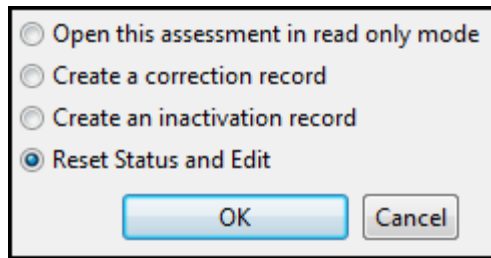 Open this assessment in read only mode
Create a correction record
Create an inactivation record
Reset Status and Edit
OK Cancel